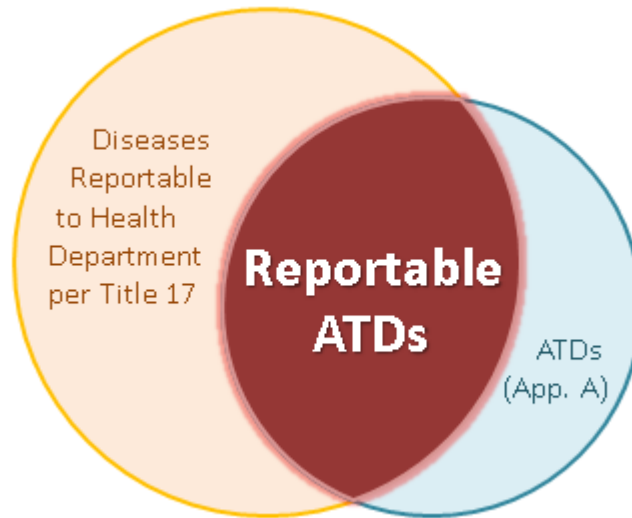 Diseases
Reportable
to Health
Department
per Title 17
Reportable
ATDs
ATDs
(App. A)